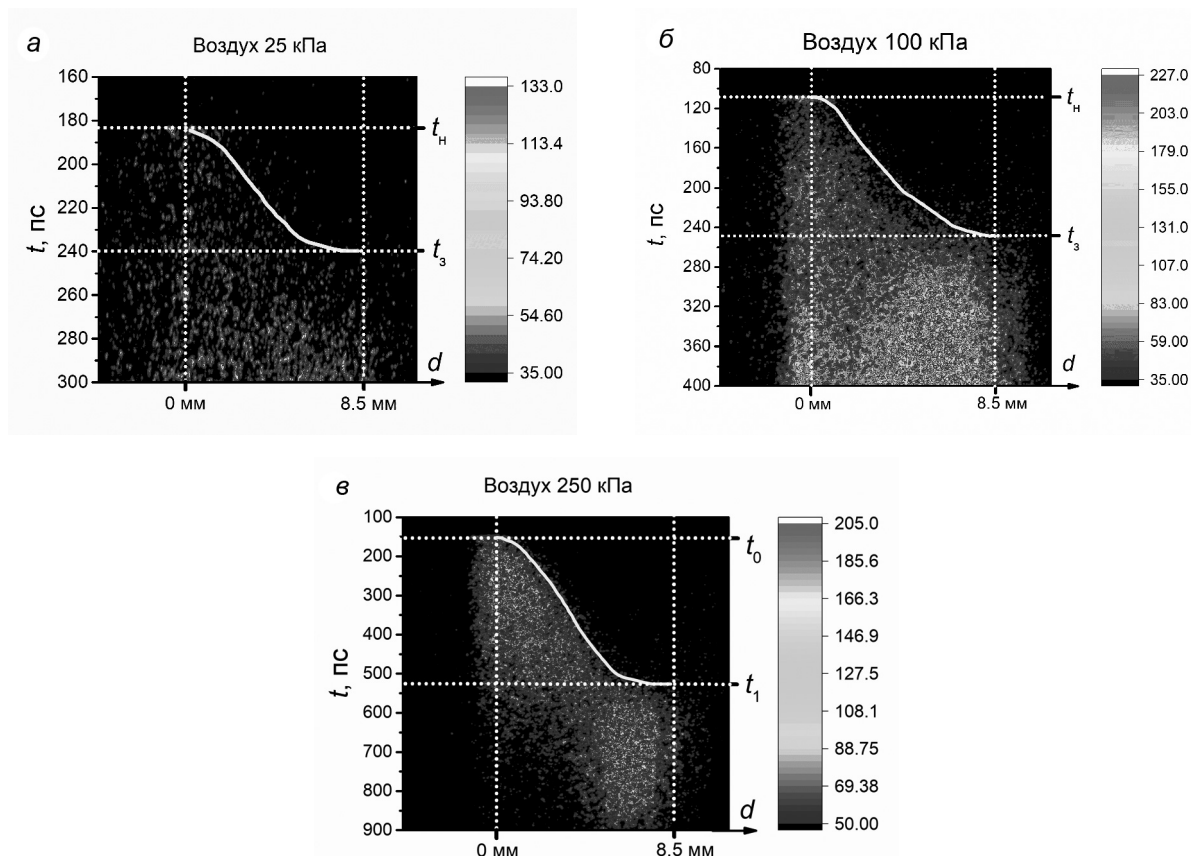 а
Воздух 25 кПа
t, пс
160
180
200
220
240
260
280
300
tн
tз
d
0 мм
8.5 мм
133.0
113.4
93.80
74.20
54.60
35.00
б
Воздух 100 кПа
t, пс
80
120
160
200
240
280
320
360
400
tн
tз
d
0 мм
8.5 мм
227.0
203.0
179.0
155.0
131.0
107.0
83.00
59.00
35.00
в
Воздух 250 кПа
t, пс
100
200
300
400
500
600
700
800
900
t0
t1
d
0 мм
8.5 мм
205.0
185.6
166.3
146.9
127.5
108.1
88.75
69.38
50.00